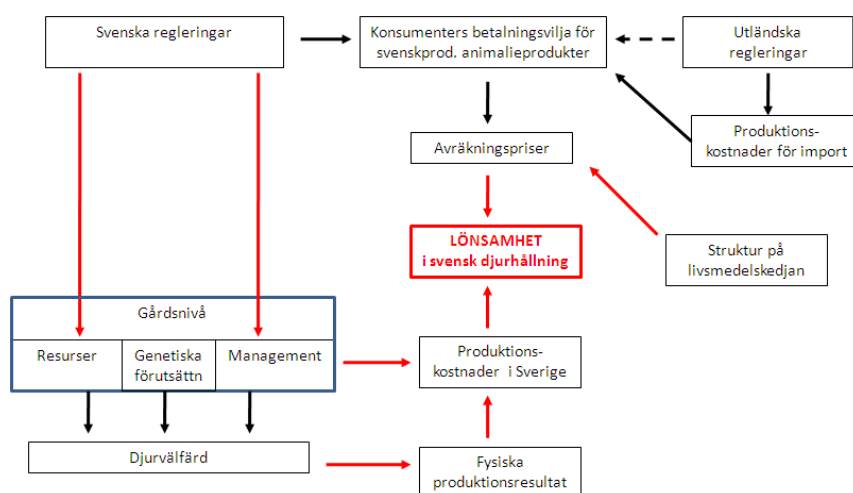 Svenska regleringar
Konsumenters betalningsvilja för
svenskprod. animalieprodukter
Utländska
regleringar
Produktions-
kostnader för import
Avräkningspriser
LÖNSAMHET
i svensk djurhållning
Struktur på
livsmedelskedjan
Gårdsnivå
Resurser
Genetiska
förutsättn
Management
Produktions-
kostnader i Sverige
Djurvälfärd
Fysiska
produktionsresultat